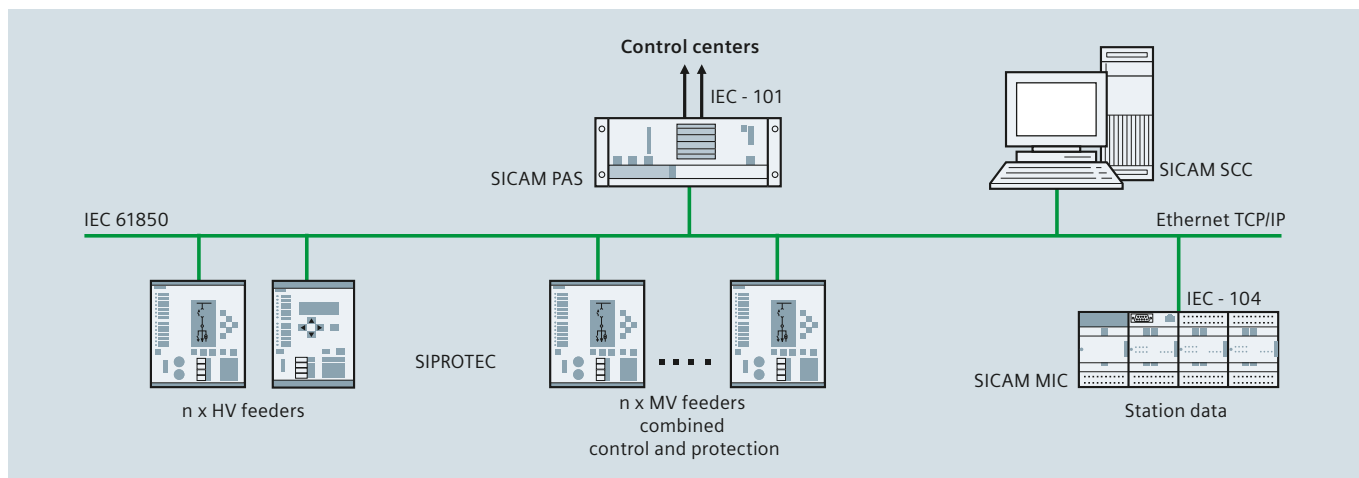 Control centers
IEC - 101
SICAM PAS
SICAM SCC
IEC 61850
Ethernet TCP/IP
IEC - 104
SIPROTEC
SICAM MIC
n x HV feeders
n x MV feeders
combined
control and protection
Station data